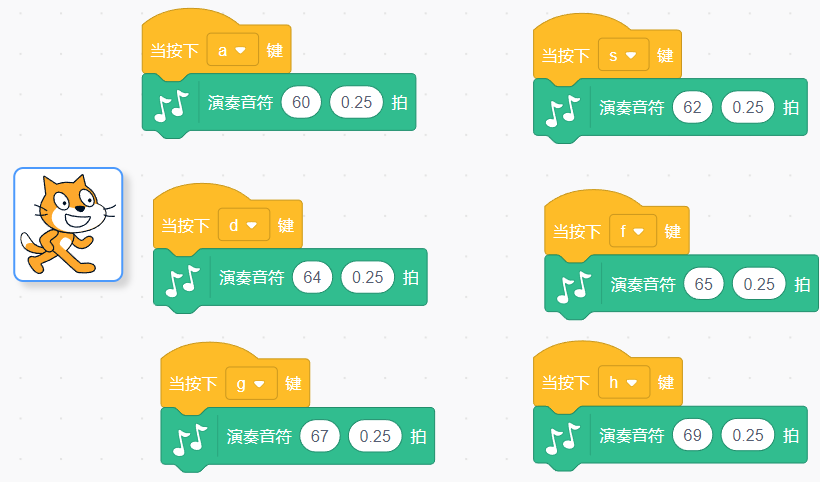 当按下 a 键
演奏音符 60 0.25 拍
当按下 s 键
演奏音符 62 0.25 拍
当按下 d 键
演奏音符 64 0.25 拍
当按下 f 键
演奏音符 65 0.25 拍
当按下 g 键
演奏音符 67 0.25 拍
当按下 h 键
演奏音符 69 0.25 拍